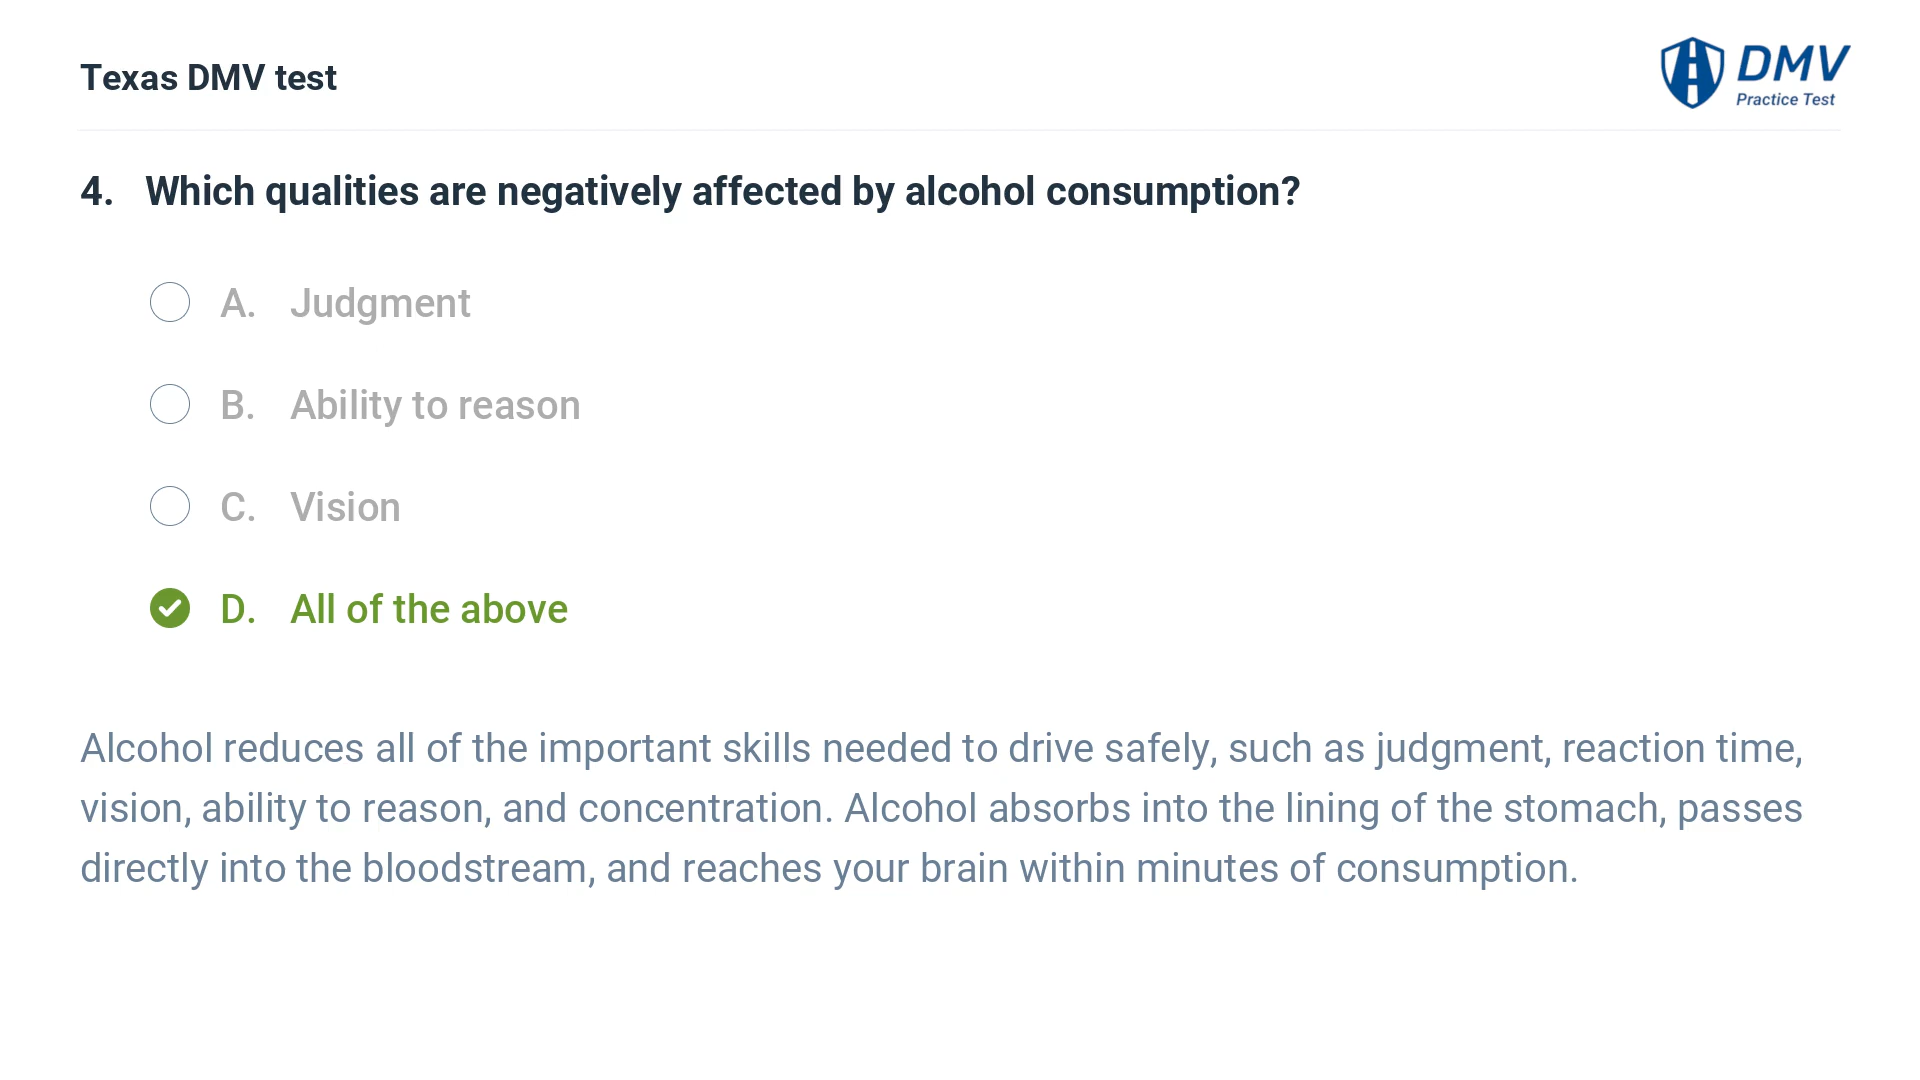 Texas DMV test
DMV
Practice Test
4. Which qualities are negatively affected by alcohol consumption?
A. Judgment
B. Ability to reason
C. Vision
D. All of the above
Alcohol reduces all of the important skills needed to drive safely, such as judgment, reaction time,
vision, ability to reason, and concentration. Alcohol absorbs into the lining of the stomach, passes
directly into the bloodstream, and reaches your brain within minutes of consumption.